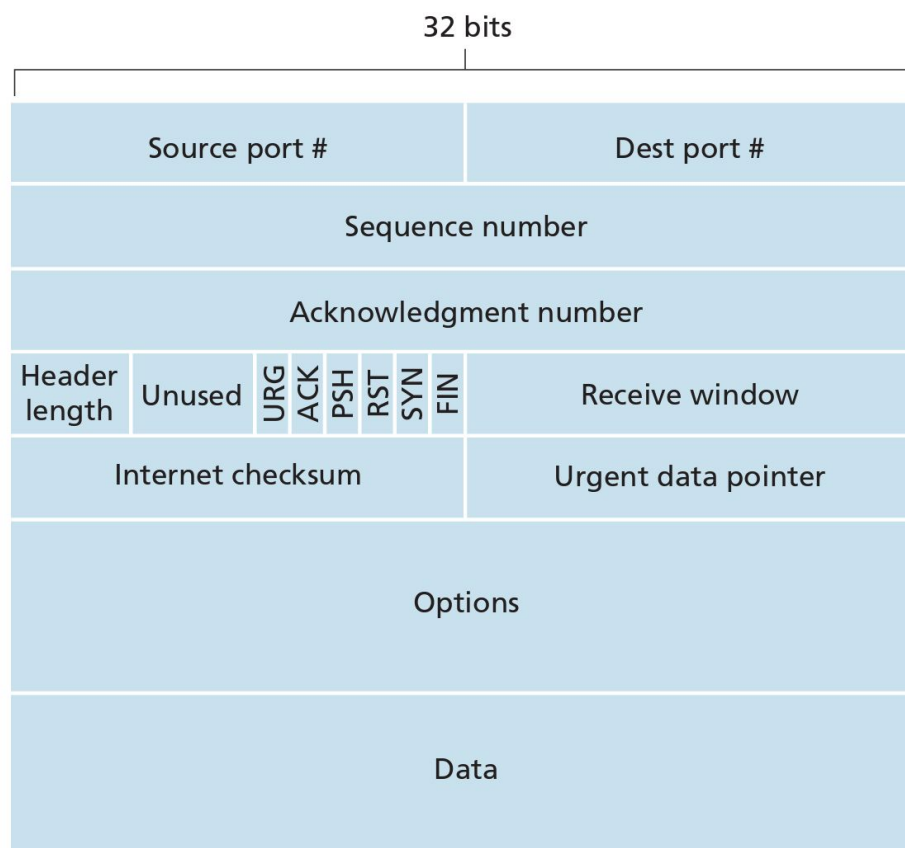 32 bits
Source port #
Dest port #
Sequence number
Acknowledgment number
Header
length
Unused
URG
ACK
PSH
RST
SYN
FIN
Receive window
Internet checksum
Urgent data pointer
Options
Data